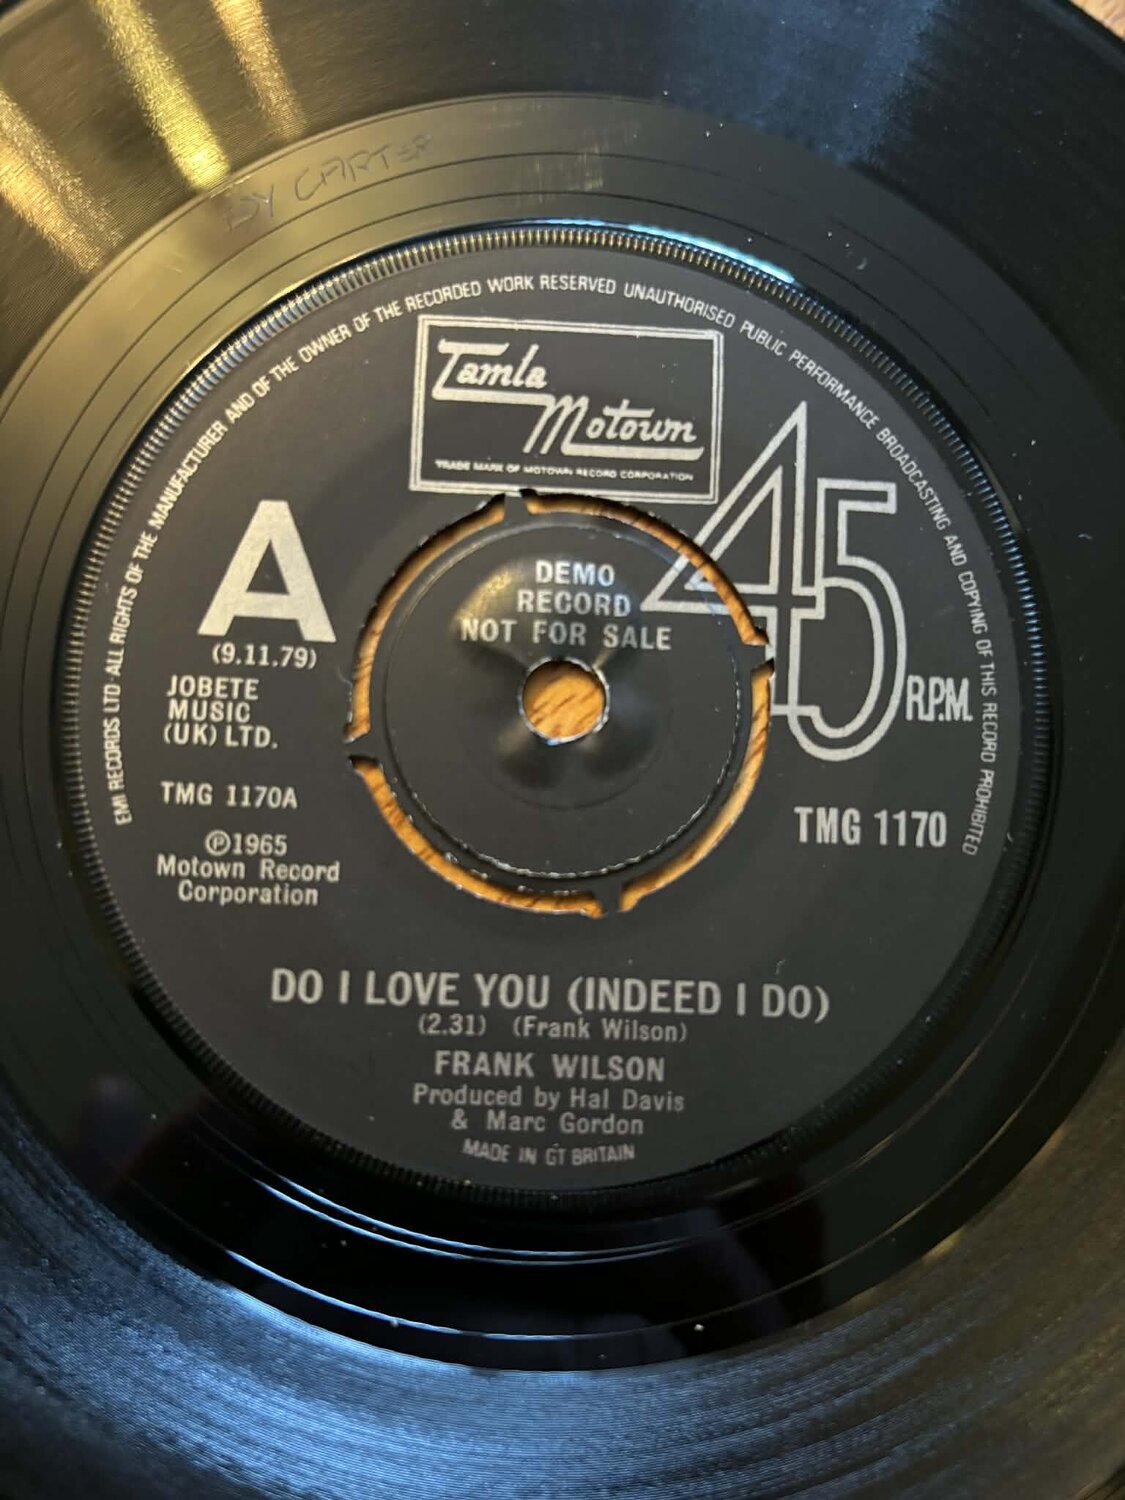 BY CARTER
EMI RECORDS LTD ALL RIGHTS OF THE MANUFACTURER AND OF THE OWNER OF THE RECORDED WORK RESERVED UNAUTHORISED PUBLIC PERFORMANCE BROADCASTING AND COPYING OF THIS RECORD PROHIBITED
Tamla
Motown
TRADE MARK OF MOTOWN RECORD CORPORATION
45
R.P.M.
A
(9.11.79)
JOBETE
MUSIC
(UK) LTD.
TMG 1170A
Ⓟ1965
Motown Record
Corporation
DEMO
RECORD
NOT FOR SALE
TMG 1170
DO I LOVE YOU (INDEED I DO)
(2.31) (Frank Wilson)
FRANK WILSON
Produced by Hal Davis
& Marc Gordon
MADE IN GT BRITAIN